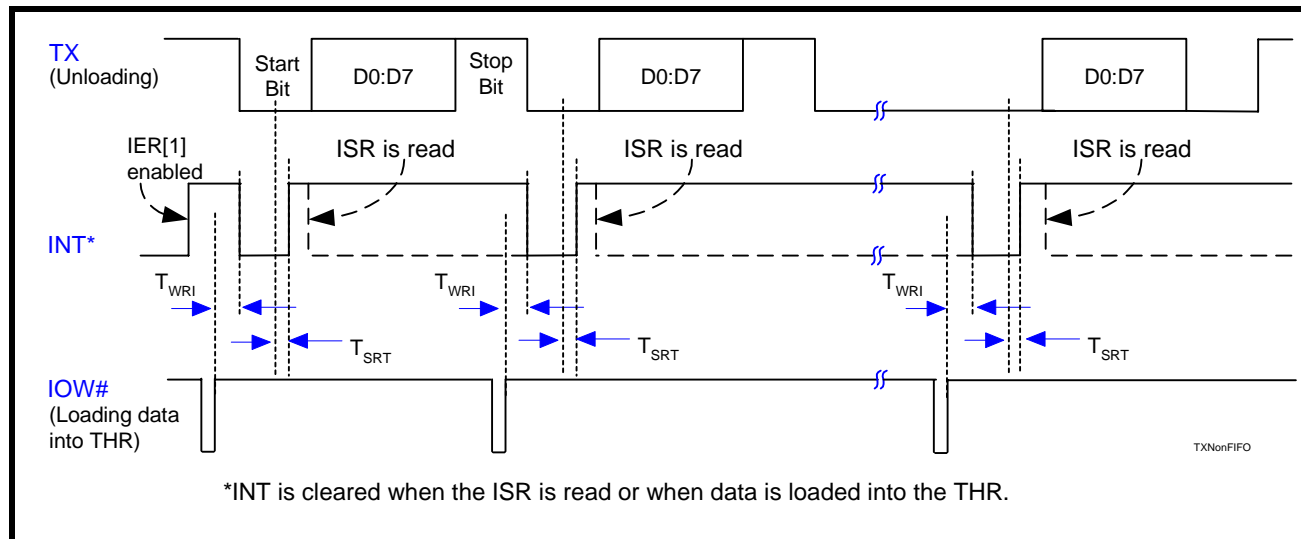 TX
(Unloading)
Start
Bit
D0:D7
Stop
Bit
D0:D7
D0:D7
IER[1]
enabled
ISR is read
ISR is read
ISR is read
INT*
TWRI
TWRI
TWRI
TSRT
TSRT
TSRT
IOW#
(Loading data
into THR)
TXNonFIFO
*INT is cleared when the ISR is read or when data is loaded into the THR.